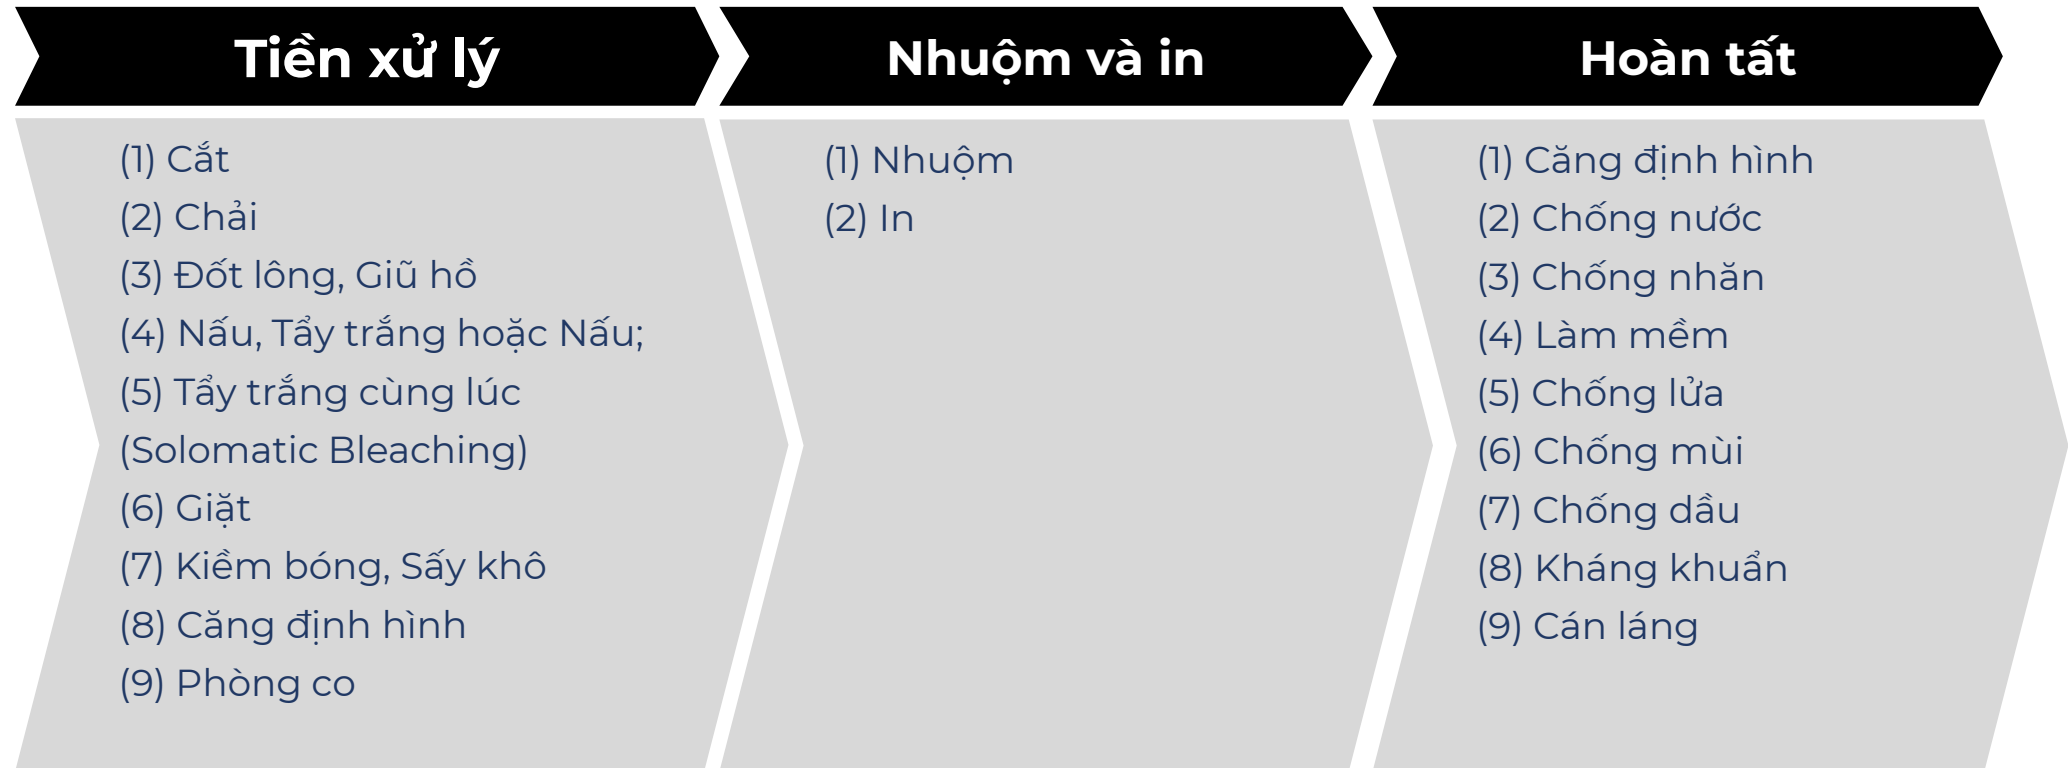 Tiền xử lý
(1) Cắt
(2) Chải
(3) Đốt lông, Giũ hồ
(4) Nấu, Tẩy trắng hoặc Nấu;
(5) Tẩy trắng cùng lúc
(Solomatic Bleaching)
(6) Giặt
(7) Kiềm bóng, Sấy khô
(8) Căng định hình
(9) Phòng co
Nhuộm và in
(1) Nhuộm
(2) In
Hoàn tất
(1) Căng định hình
(2) Chống nước
(3) Chống nhăn
(4) Làm mềm
(5) Chống lửa
(6) Chống mùi
(7) Chống dầu
(8) Kháng khuẩn
(9) Cán láng